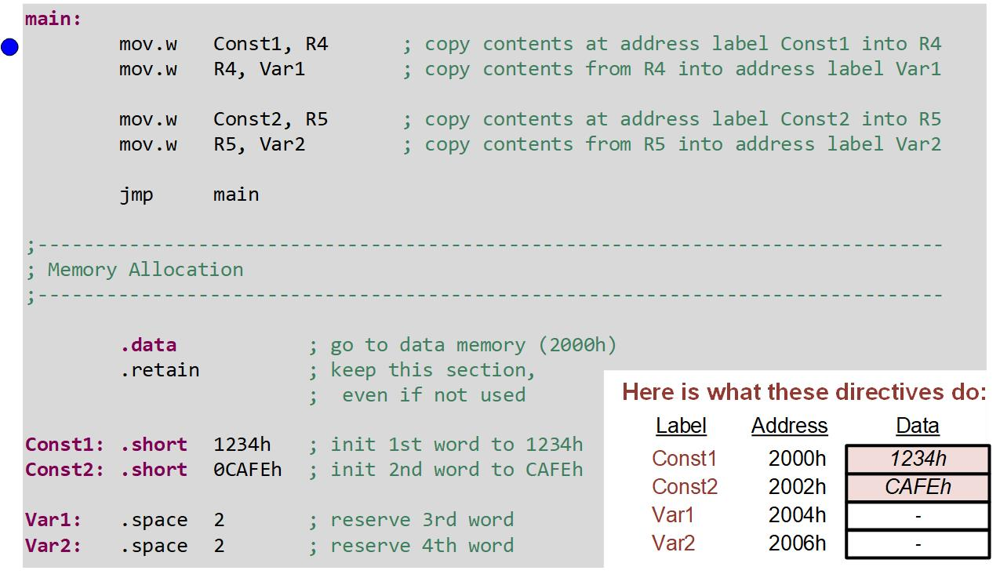 main:
mov.w Const1, R4 ; copy contents at address label Const1 into R4
mov.w R4, Var1 ; copy contents from R4 into address label Var1
mov.w Const2, R5 ; copy contents at address label Const2 into R5
mov.w R5, Var2 ; copy contents from R5 into address label Var2
jmp main
;-------------------------------------------------------------------------------
; Memory Allocation
;-------------------------------------------------------------------------------
.data ; go to data memory (2000h)
.retain ; keep this section,
; even if not used
Const1: .short 1234h ; init 1st word to 1234h
Const2: .short 0CAFEh ; init 2nd word to CAFEh
Var1: .space 2 ; reserve 3rd word
Var2: .space 2 ; reserve 4th word
Here is what these directives do:
Label Address Data
Const1 2000h 1234h
Const2 2002h CAFEh
Var1 2004h -
Var2 2006h -